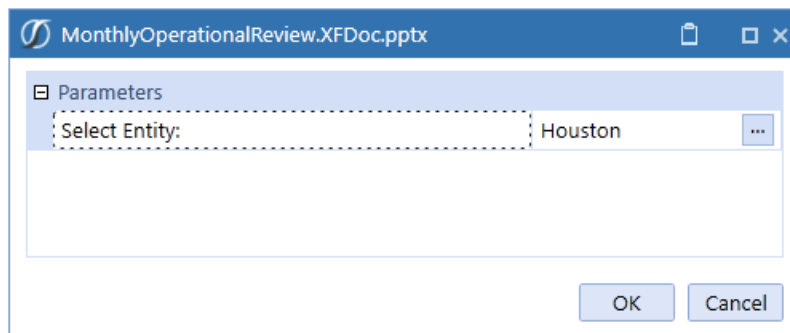 MonthlyOperationalReview.XFDoc.pptx
Parameters
Select Entity: Houston ...
OK Cancel